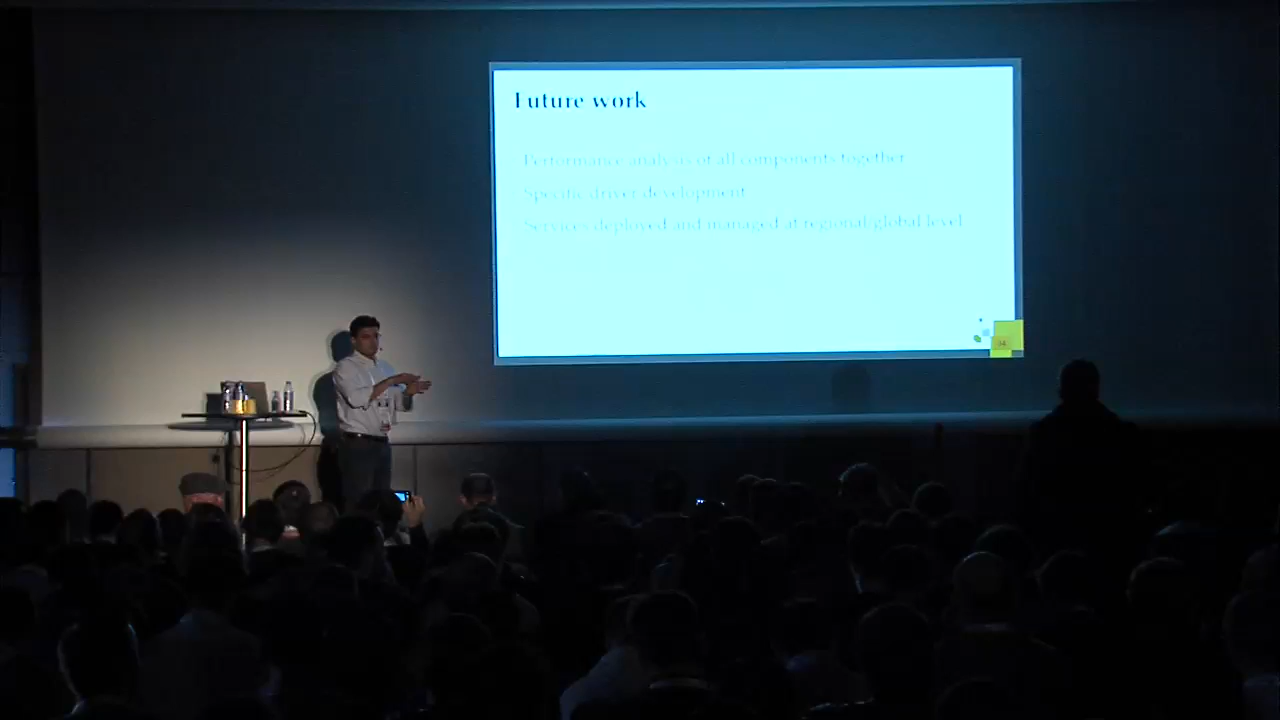 Future work
Performance analysis of all components together
Specific driver development
Services deployed and managed at regional/global level
34